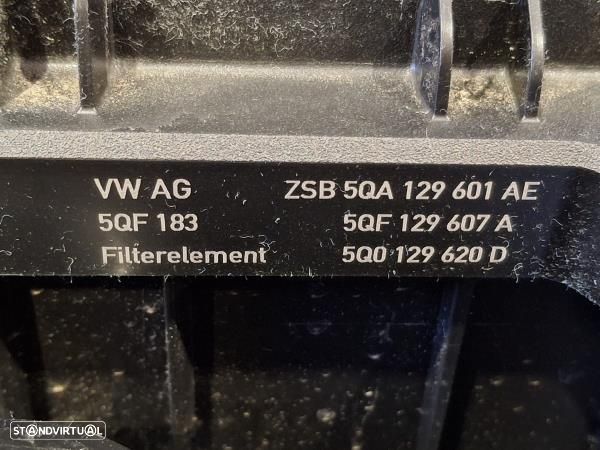 VW AG ZSB 5QA 129 601 AE
5QF 183 5QF 129 607 A
Filterelement 5Q0 129 620 D
STANDVIRTUAL